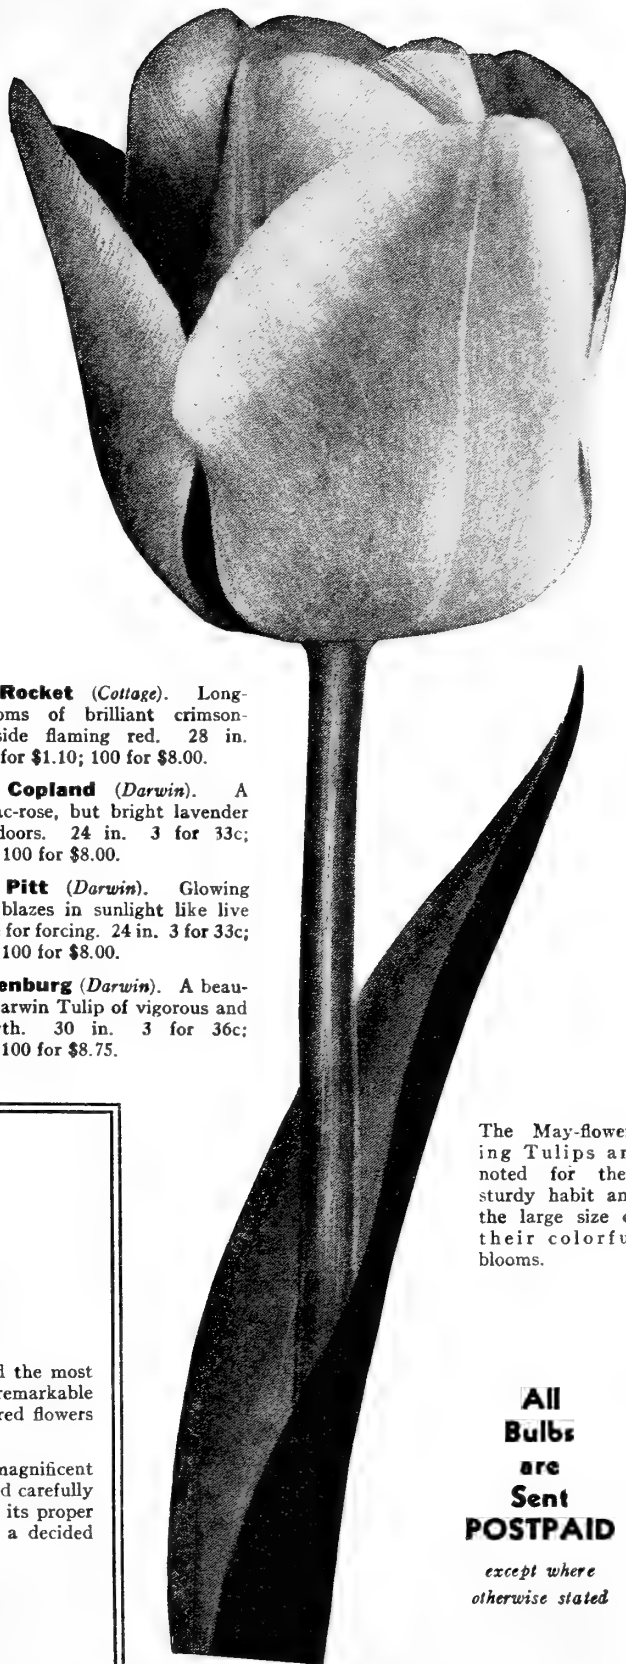 Rocket (Cottage). Long-
oms of brilliant crimson-
side flaming red. 28 in.
for $1.10; 100 for $8.00.
Copland (Darwin). A
ac-rose, but bright lavender
doors. 24 in. 3 for 33c;
100 for $8.00.
Pitt (Darwin). Glowing
blazes in sunlight like live
for forcing. 24 in. 3 for 33c;
100 for $8.00.
enburg (Darwin). A beau-
arwin Tulip of vigorous and
th. 30 in. 3 for 36c;
100 for $8.75.
The May-flower
ing Tulips ar
noted for the
sturdy habit an
the large size
their colorfu
blooms.
the most
remarkable
red flowers
magnificent
d carefully
its proper
a decided
All
Bulbs
are
Sent
POSTPAID
except where
otherwise stated